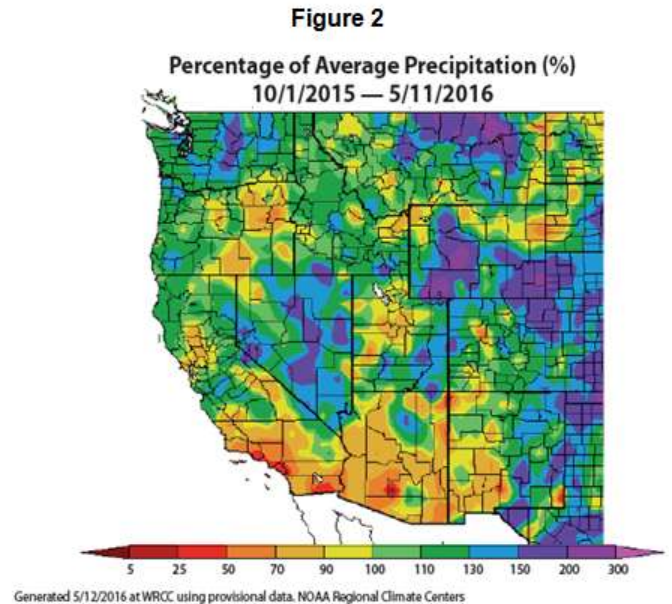 Figure 2
Percentage of Average Precipitation (%)
10/1/2015 — 5/11/2016
5 25 50 70 90 100 110 130 150 200 300
Generated 5/12/2016 at WRCC using provisional data. NOAA Regional Climate Centers